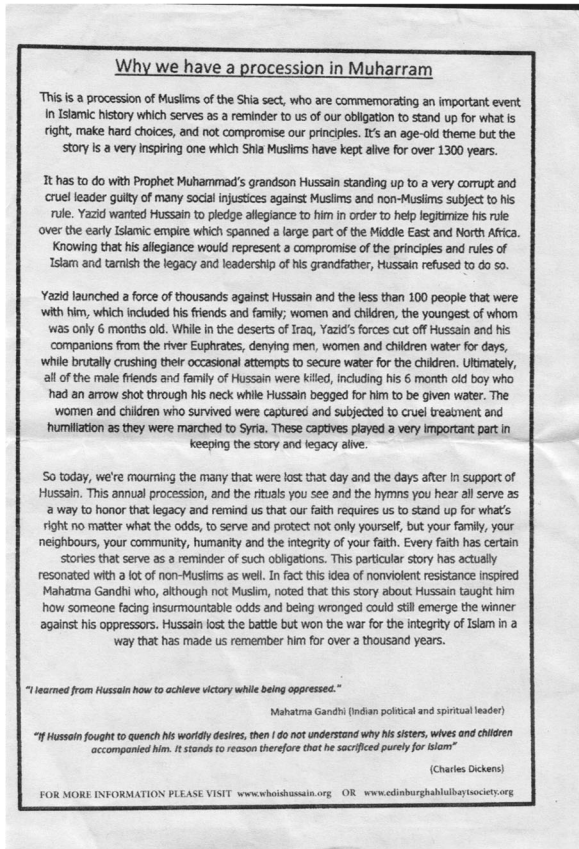 Why we have a procession in Muharram
This is a procession of Muslims of the Shia sect, who are commemorating an important event
in Islamic history which serves as a reminder to us of our obligation to stand up for what is
right, make hard choices, and not compromise our principles. It's an age-old theme but the
story is a very inspiring one which Shia Muslims have kept alive for over 1300 years.
It has to do with Prophet Muhammad's grandson Hussain standing up to a very corrupt and
cruel leader guilty of many social injustices against Muslims and non-Muslims subject to his
rule. Yazid wanted Hussain to pledge allegiance to him in order to help legitimize his rule
over the early Islamic empire which spanned a large part of the Middle East and North Africa.
Knowing that his allegiance would represent a compromise of the principles and rules of
Islam and tarnish the legacy and leadership of his grandfather, Hussain refused to do so.
Yazid launched a force of thousands against Hussain and the less than 100 people that were
with him, which included his friends and family; women and children, the youngest of whom
was only 6 months old. While in the deserts of Iraq, Yazid's forces cut off Hussain and his
companions from the river Euphrates, denying men, women and children water for days,
while brutally crushing their occasional attempts to secure water for the children. Ultimately,
all of the male friends and family of Hussain were killed, including his 6 month old boy who
had an arrow shot through his neck while Hussain begged for him to be given water. The
women and children who survived were captured and subjected to cruel treatment and
humiliation as they were marched to Syria. These captives played a very important part in
keeping the story and legacy alive.
So today, we're mourning the many that were lost that day and the days after in support of
Hussain. This annual procession, and the rituals you see and the hymns you hear all serve as
a way to honor that legacy and remind us that our faith requires us to stand up for what's
right no matter what the odds, to serve and protect not only yourself, but your family, your
neighbours, your community, humanity and the integrity of your faith. Every faith has certain
stories that serve as a reminder of such obligations. This particular story has actually
resonated with a lot of non-Muslims as well. In fact this idea of nonviolent resistance inspired
Mahatma Gandhi who, although not Muslim, noted that this story about Hussain taught him
how someone facing insurmountable odds and being wronged could still emerge the winner
against his oppressors. Hussain lost the battle but won the war for the integrity of Islam in a
way that has made us remember him for over a thousand years.
"I learned from Hussain how to achieve victory while being oppressed."
Mahatma Gandhi (Indian political and spiritual leader)
"If Hussain fought to quench his worldly desires, then I do not understand why his sisters, wives and children
accompanied him. It stands to reason therefore that he sacrificed purely for Islam"
(Charles Dickens)
FOR MORE INFORMATION PLEASE VISIT www.whoishussain.org OR www.edinburghahlulbaytsociety.org